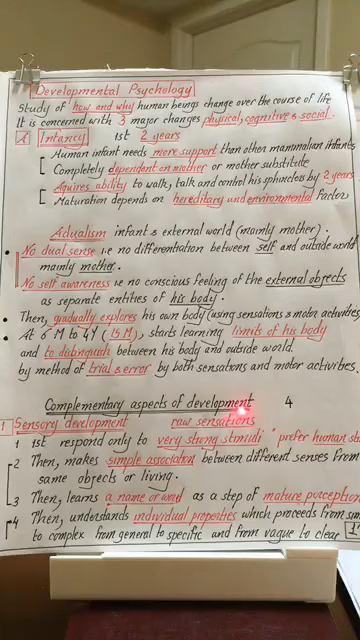 Developmental Psychology
Study of how and why human beings change over the course of life
It is concerned with 3 major changes physical, cognitive & social.
A Infancy 1st 2 years
Human infant needs more support then other mammalian infants
Completely dependent on mother or mother substitute
Aquires ability to walk, talk and control his sphincters by 2 years
Maturation depends on hereditary and environmental factor
Adualism infant & external world (mainly mother).
No dual sense i.e no differentiation between self and outside world
mainly mother.
No self awareness i.e no conscious feeling of the external objects
as separate entities of his body.
Then, gradually explores his own body (using sensations & motor activities
At 6 M to 4Y (15 M), starts learning limits of his body
and to distinguish between his body and outside world.
by method of trial & error by both sensations and motor activities.
Complementary aspects of development 4
1 Sensory development raw sensations
1 1st respond only to very strong stimuli "prefer human
2 Then, makes simple association between different senses from
same objects or living.
3 Then, learns a name or word as a step of mature perception
4 Then, understands individual properties which proceeds from
to complex from general to specific and from vague to clear